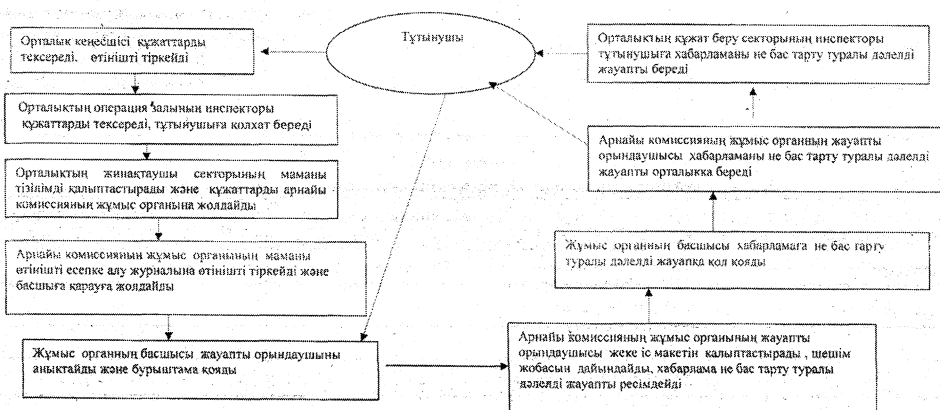 Тұтынушы
Орталық кеңесшісі құжаттарды
тексереді, өтінішті тіркейді
Орталықтың операция залының инспекторы
құжаттарды тексереді, тұтынушыға қолхат береді
Орталықтың жинақтаушы секторының маманы
тізілімді қалыптастырады және құжаттарды арнайы
комиссияның жұмыс органына жолдайды
Арнайы комиссияның жұмыс органының маманы
өтінішті есепке алу журналына өтінішті тіркейді және
басшыға қарауға жолдайды
Жұмыс органның басшысы жауапты орындаушыны
анықтайды және бұрыштама қояды
Арнайы комиссияның жұмыс органының жауапты
орындаушысы жеке іс макетін қалыптастырады , шешім
жобасын дайындайды, хабарлама не бас тарту туралы
дәлелді жауапты ресімдейді
Жұмыс органның басшысы хабарламаға не бас тарту
туралы дәлелді жауапқа қол қояды
Арнайы комиссияның жұмыс органның жауапты
орындаушысы хабарламаны не бас тарту туралы дәлелді
жауапты орталыққа береді
Орталықтың құжат беру секторының инспекторы
тұтынушыға хабарламаны не бас тарту туралы дәлелді
жауапты береді